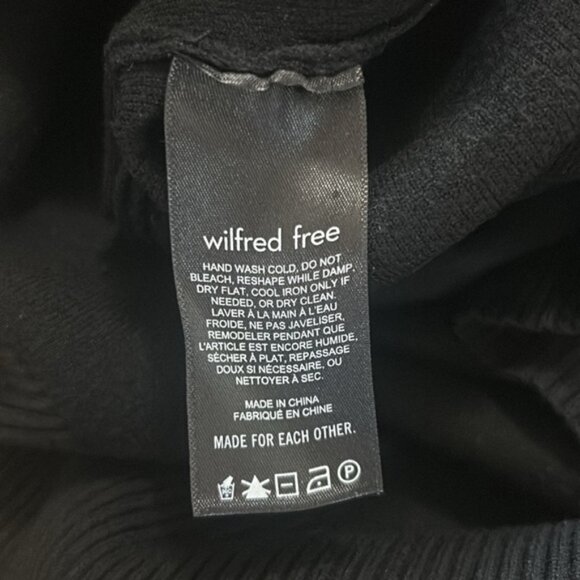 wilfred free
HAND WASH COLD, DO NOT
BLEACH, RESHAPE WHILE DAMP,
DRY FLAT, COOL IRON ONLY IF
NEEDED, OR DRY CLEAN.
LAVER À LA MAIN À L'EAU
FROIDE, NE PAS JAVELISER,
REMODELER PENDANT QUE
L'ARTICLE EST ENCORE HUMIDE,
SÉCHER À PLAT, REPASSAGE
DOUX SI NÉCESSAIRE, OU
NETTOYER À SEC.
MADE IN CHINA
FABRIQUÉ EN CHINE
MADE FOR EACH OTHER.
P